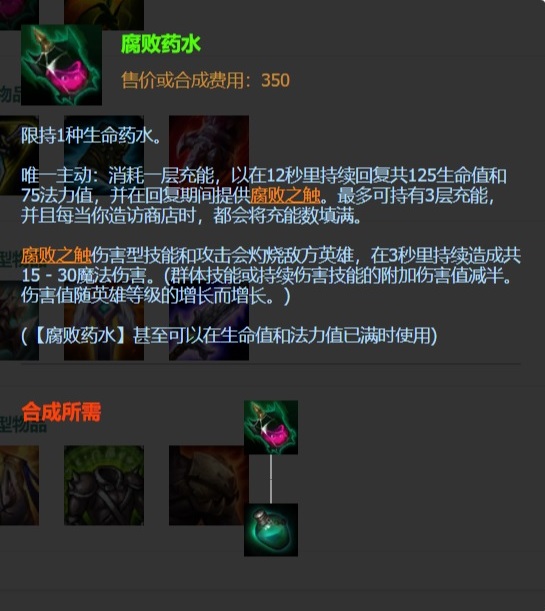 腐败药水
售价或合成费用：350
物品
限持1种生命药水。
唯一主动：消耗一层充能，以在12秒里持续回复共125生命值和
75法力值，并在回复期间提供腐败之触。最多可持有3层充能，
并且每当你造访商店时，都会将充能数填满。
腐败之触伤害型技能和攻击会灼烧敌方英雄，在3秒里持续造成共
15 - 30魔法伤害。(群体技能或持续伤害技能的附加伤害值减半。
伤害值随英雄等级的增长而增长。)
(【腐败药水】甚至可以在生命值和法力值已满时使用)
合成所需
型物品